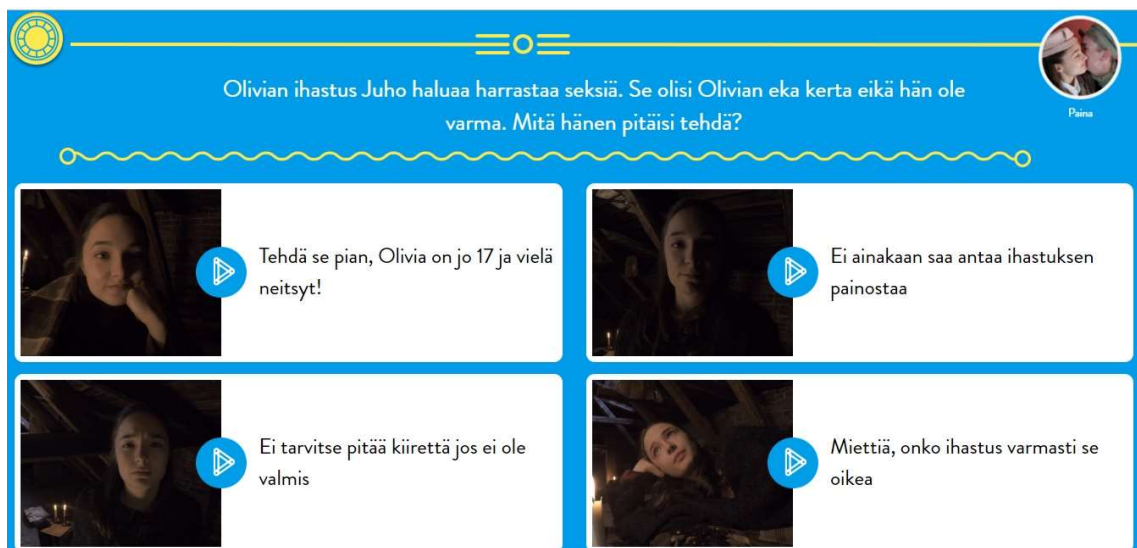 Olivian ihastus Juho haluaa harrastaa seksiä. Se olisi Olivian eka kerta eikä hän ole
varma. Mitä hänen pitäisi tehdä?
Paina
Tehdä se pian, Olivia on jo 17 ja vielä
neitsyt!
Ei ainakaan saa antaa ihastuksen
painostaa
Ei tarvitse pitää kiirettä jos ei ole
valmis
Miettiä, onko ihastus varmasti se
oikea